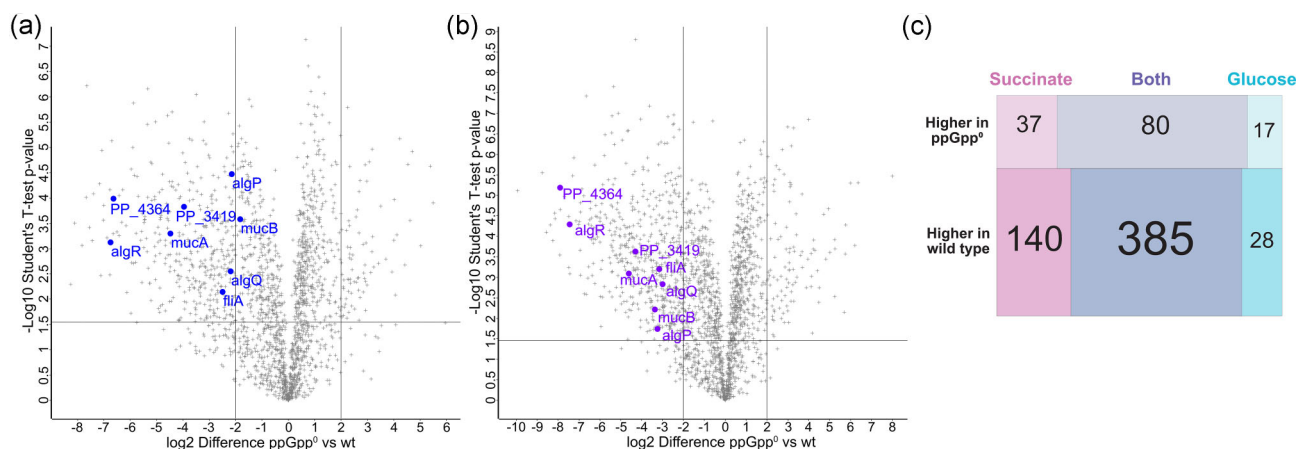 (a)
-Log10 Student's T-test p-value
7
6.5
6
5.5
5
4.5
4
3.5
3
2.5
2
1.5
1
0.5
0
algP
PP_4364
PP_3419
mucB
algR
mucA
algQ
fliA
-8 -7 -6 -5 -4 -3 -2 -1 0 1 2 4 6
log2 Difference ppGpp⁰ vs wt
(b)
-Log10 Student's T-test p-value
9
8.5
8
7.5
7
6.5
6
5.5
5
4.5
4
3.5
3
2.5
2
1.5
1
0.5
0
PP_4364
algR
PP_3419
fliA
mucA
algQ
mucB
algP
-10 -9 -8 -7 -6 -5 -4 -3 -2 -1 0 1 2 3 4 5 6 7 8
log2 Difference ppGpp⁰ vs wt
(c)
Succinate Both Glucose
Higher in
ppGpp⁰
37 80 17
Higher in
wild type
140 385 28